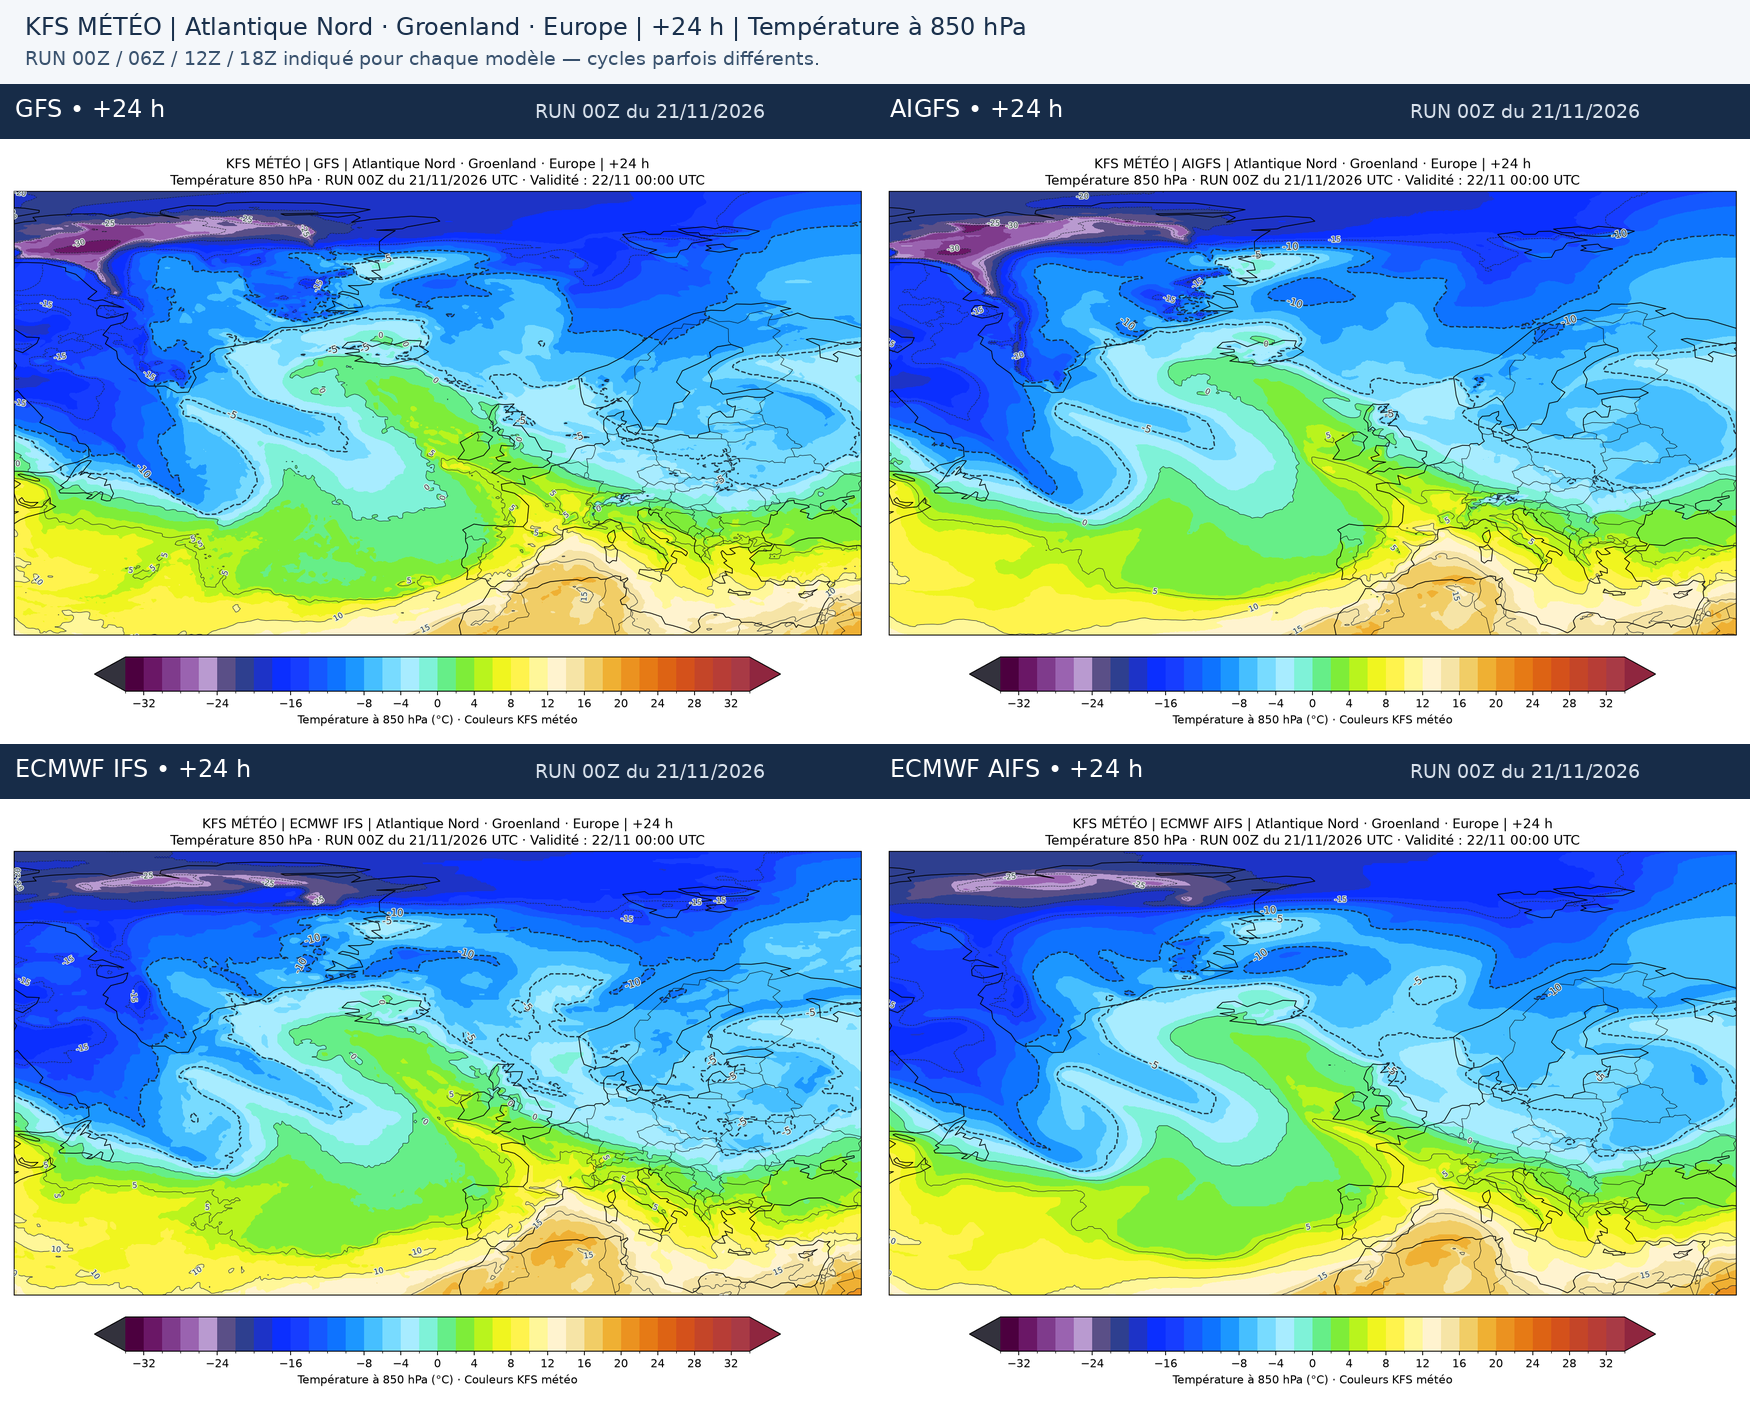 KFS MÉTÉO | Atlantique Nord · Groenland · Europe | +24 h | Température à 850 hPa
RUN 00Z / 06Z / 12Z / 18Z indiqué pour chaque modèle — cycles parfois différents.
GFS • +24 h
RUN 00Z du 21/11/2026
AIGFS • +24 h
RUN 00Z du 21/11/2026
KFS MÉTÉO | GFS | Atlantique Nord · Groenland · Europe | +24 h
Température 850 hPa · RUN 00Z du 21/11/2026 UTC · Validité : 22/11 00:00 UTC
KFS MÉTÉO | AIGFS | Atlantique Nord · Groenland · Europe | +24 h
Température 850 hPa · RUN 00Z du 21/11/2026 UTC · Validité : 22/11 00:00 UTC
−32 −24 −16 −8 −4 0 4 8 12 16 20 24 28 32
Température à 850 hPa (°C) · Couleurs KFS météo
−32 −24 −16 −8 −4 0 4 8 12 16 20 24 28 32
Température à 850 hPa (°C) · Couleurs KFS météo
ECMWF IFS • +24 h
RUN 00Z du 21/11/2026
ECMWF AIFS • +24 h
RUN 00Z du 21/11/2026
KFS MÉTÉO | ECMWF IFS | Atlantique Nord · Groenland · Europe | +24 h
Température 850 hPa · RUN 00Z du 21/11/2026 UTC · Validité : 22/11 00:00 UTC
KFS MÉTÉO | ECMWF AIFS | Atlantique Nord · Groenland · Europe | +24 h
Température 850 hPa · RUN 00Z du 21/11/2026 UTC · Validité : 22/11 00:00 UTC
−32 −24 −16 −8 −4 0 4 8 12 16 20 24 28 32
Température à 850 hPa (°C) · Couleurs KFS météo
−32 −24 −16 −8 −4 0 4 8 12 16 20 24 28 32
Température à 850 hPa (°C) · Couleurs KFS météo